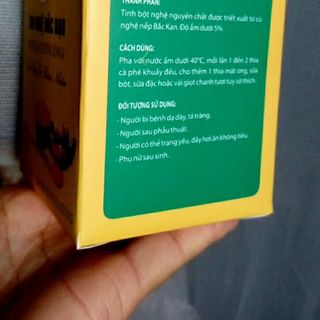 THÀNH PHẦN:
Tinh bột nghệ nguyên chất được triết xuất từ củ
nghệ nếp Bắc Kạn. Độ ẩm dưới 5%
CÁCH DÙNG:
Pha với nước ấm dưới 40°C, mỗi lần 1 đến 2 thìa
cà phê khuấy đều, cho thêm 1 thìa mật ong, sữa
bột, sữa đặc hoặc vài giọt chanh tươi tuỳ sở thích.
ĐỐI TƯỢNG SỬ DỤNG:
- Người bị bệnh dạ dày, tá tràng.
- Người sau phẫu thuật.
- Người có thể trạng yếu, đầy hơi ăn không tiêu.
- Phụ nữ sau sinh.